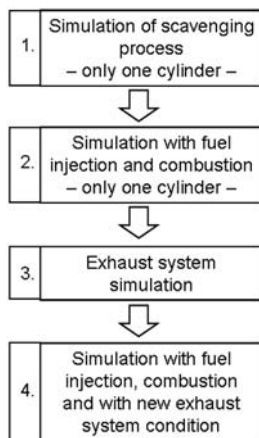 1.
Simulation of scavenging
process
– only one cylinder –
2.
Simulation with fuel
injection and combustion
– only one cylinder –
3.
Exhaust system
simulation
4.
Simulation with fuel
injection, combustion
and with new exhaust
system condition